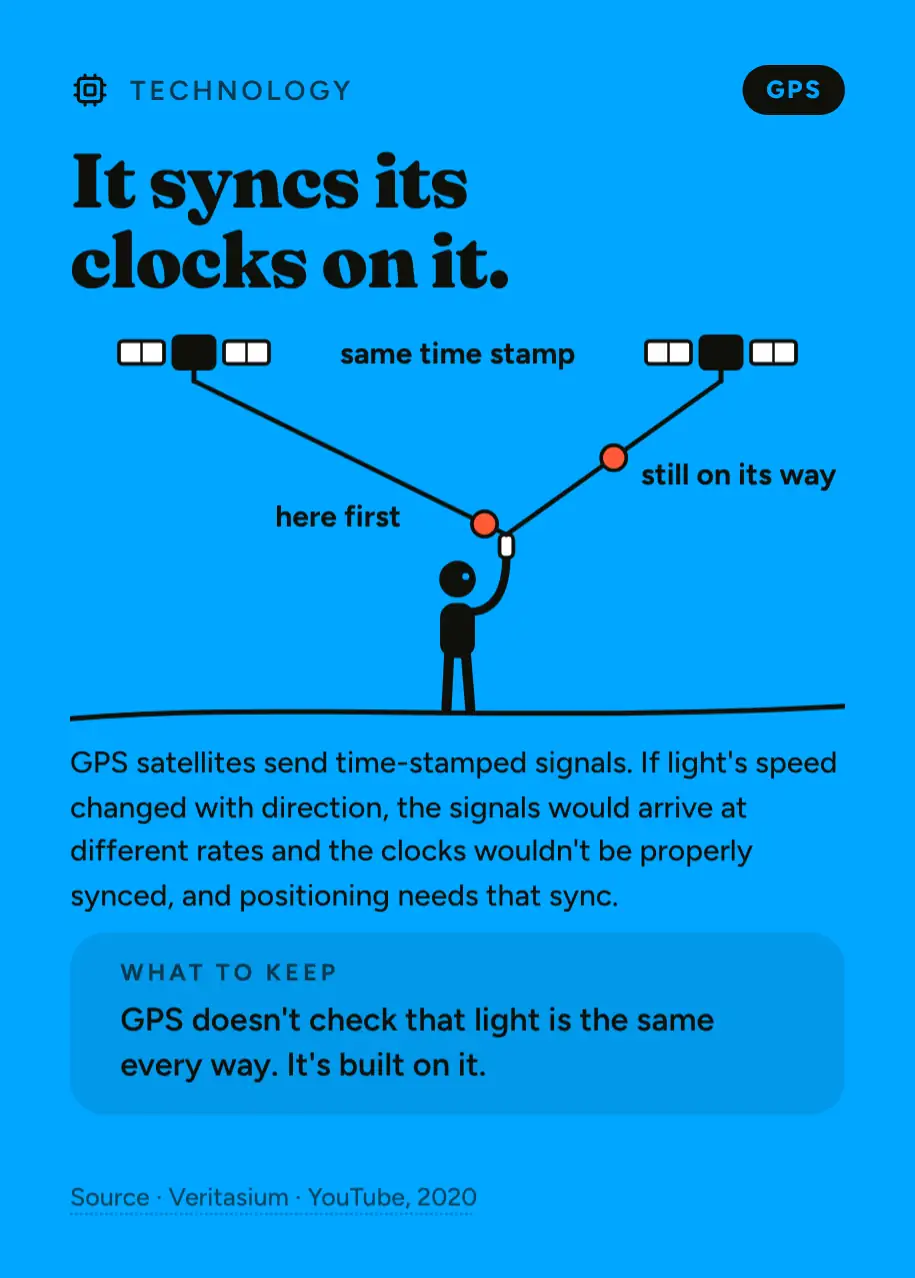 TECHNOLOGY
GPS
It syncs its
clocks on it.
same time stamp
still on its way
here first
GPS satellites send time-stamped signals. If light's speed
changed with direction, the signals would arrive at
different rates and the clocks wouldn't be properly
synced, and positioning needs that sync.
WHAT TO KEEP
GPS doesn't check that light is the same
every way. It's built on it.
Source · Veritasium · YouTube, 2020